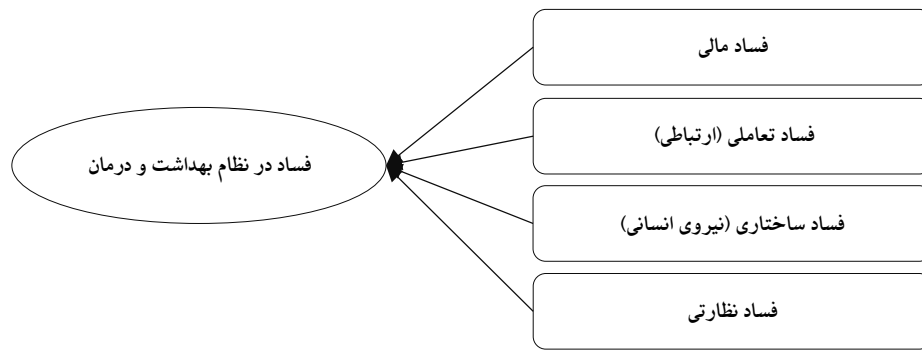 فساد مالی
فساد تعاملی (ارتباطی)
فساد در نظام بهداشت و درمان
فساد ساختاری (نیروی انسانی)
فساد نظارتی